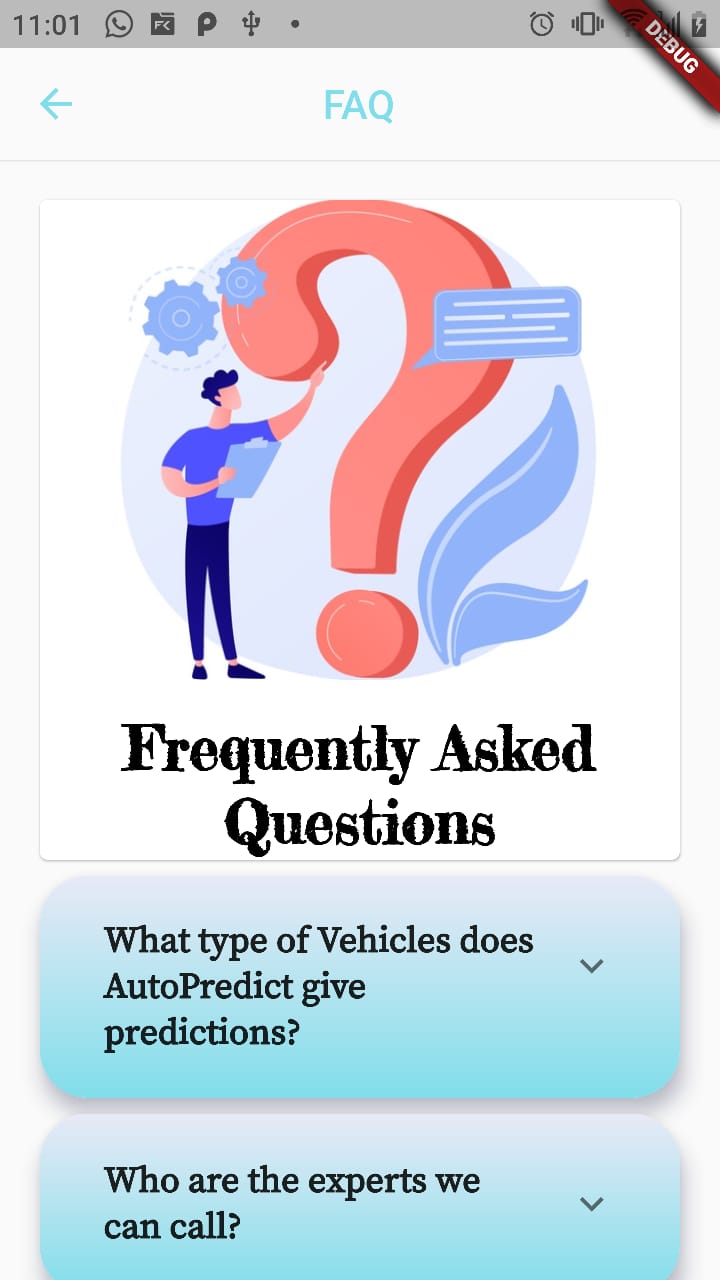 11:01
DEBUG
FAQ
Frequently Asked
Questions
What type of Vehicles does
AutoPredict give
predictions?
Who are the experts we
can call?